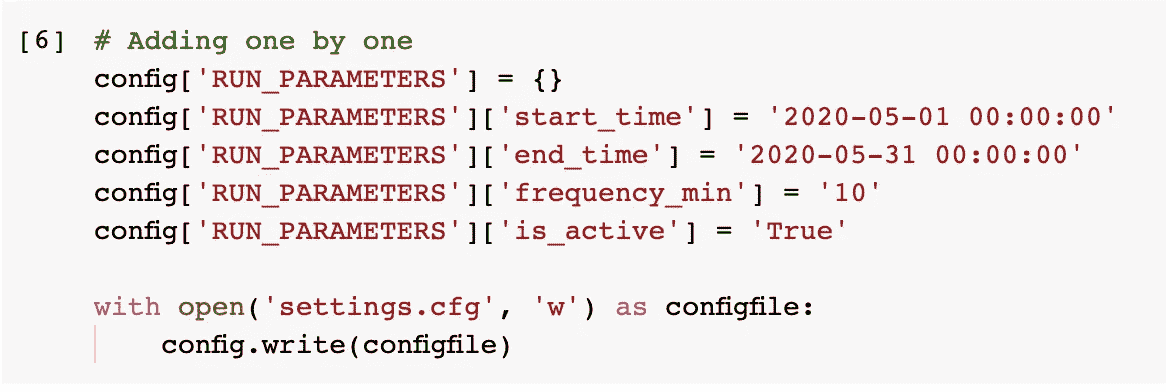 [6] # Adding one by one
config['RUN_PARAMETERS'] = {}
config['RUN_PARAMETERS']['start_time'] = '2020-05-01 00:00:00'
config['RUN_PARAMETERS']['end_time'] = '2020-05-31 00:00:00'
config['RUN_PARAMETERS']['frequency_min'] = '10'
config['RUN_PARAMETERS']['is_active'] = 'True'

with open('settings.cfg', 'w') as configfile:
    config.write(configfile)